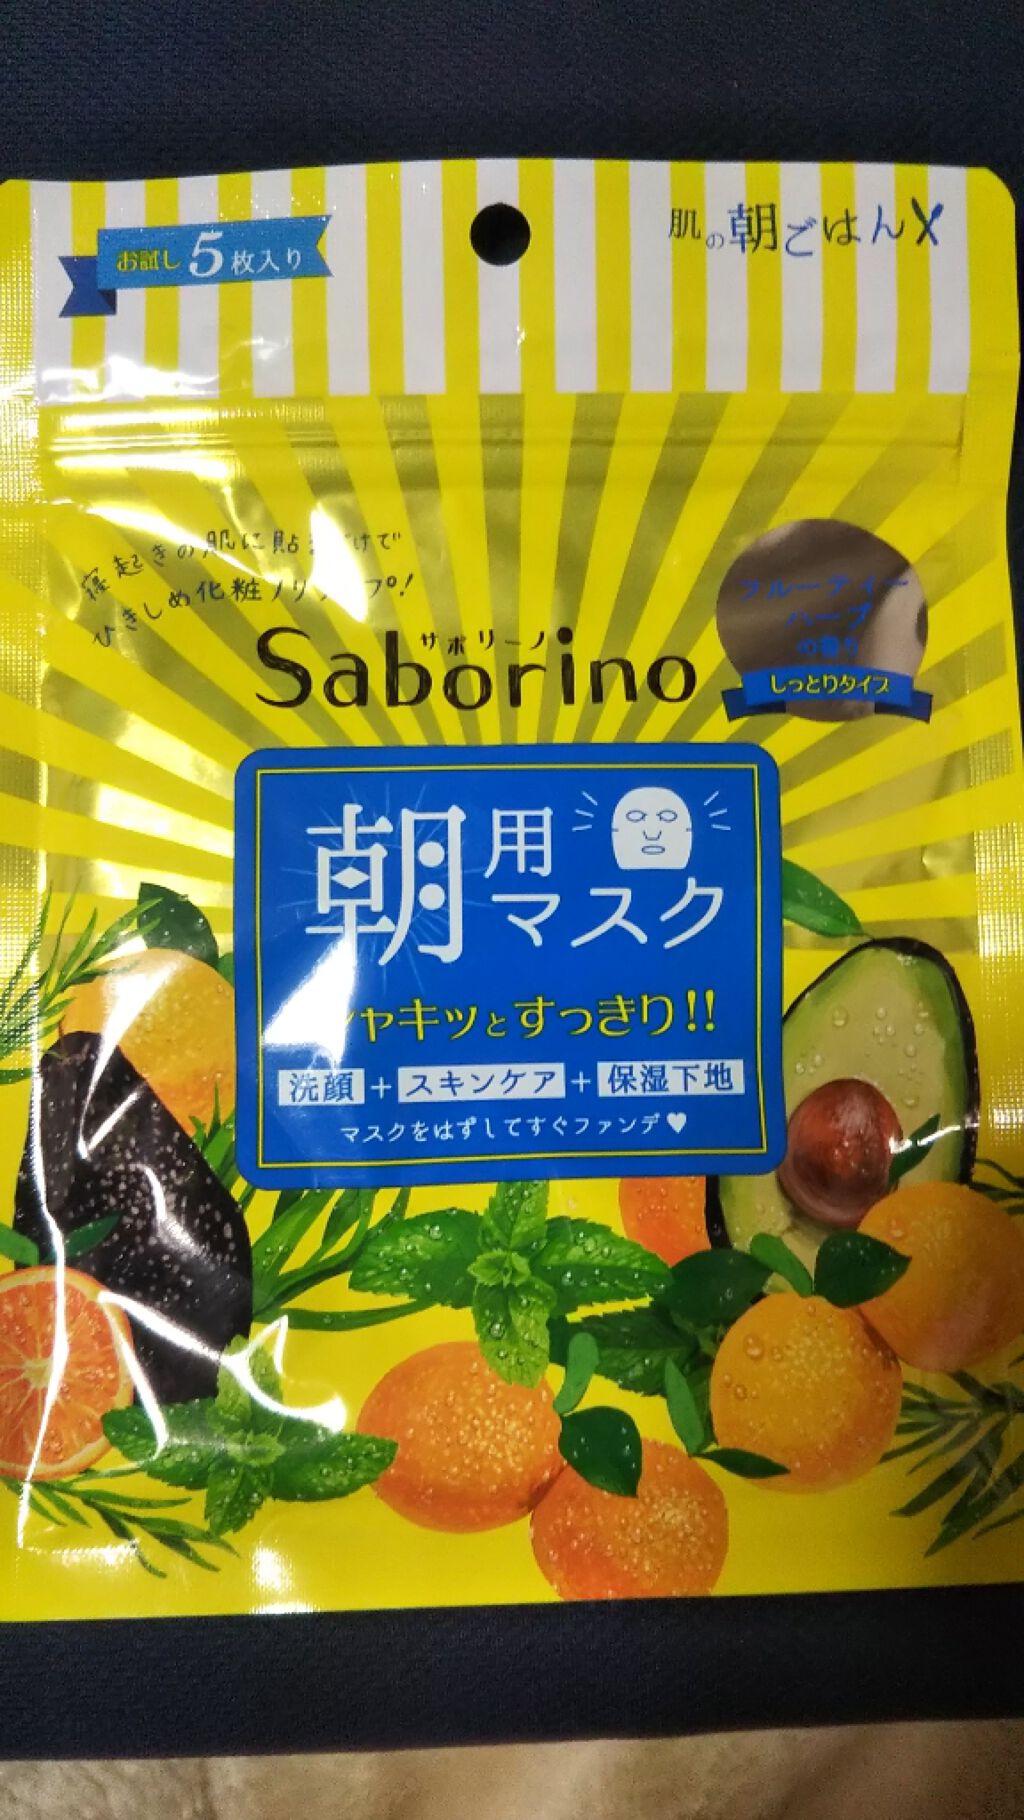 お試し5枚入り
肌の朝ごはん
寝起きの肌に貼るだけで
ひきしめ化粧ノリ
サボリーノ
Saborino
フルーティー
ハーブ
の香り
しっとりタイプ
朝用
マスク
ャキッとすっきり!!
洗顔+スキンケア+保湿下地
マスクをはずしてすぐファンデ♥